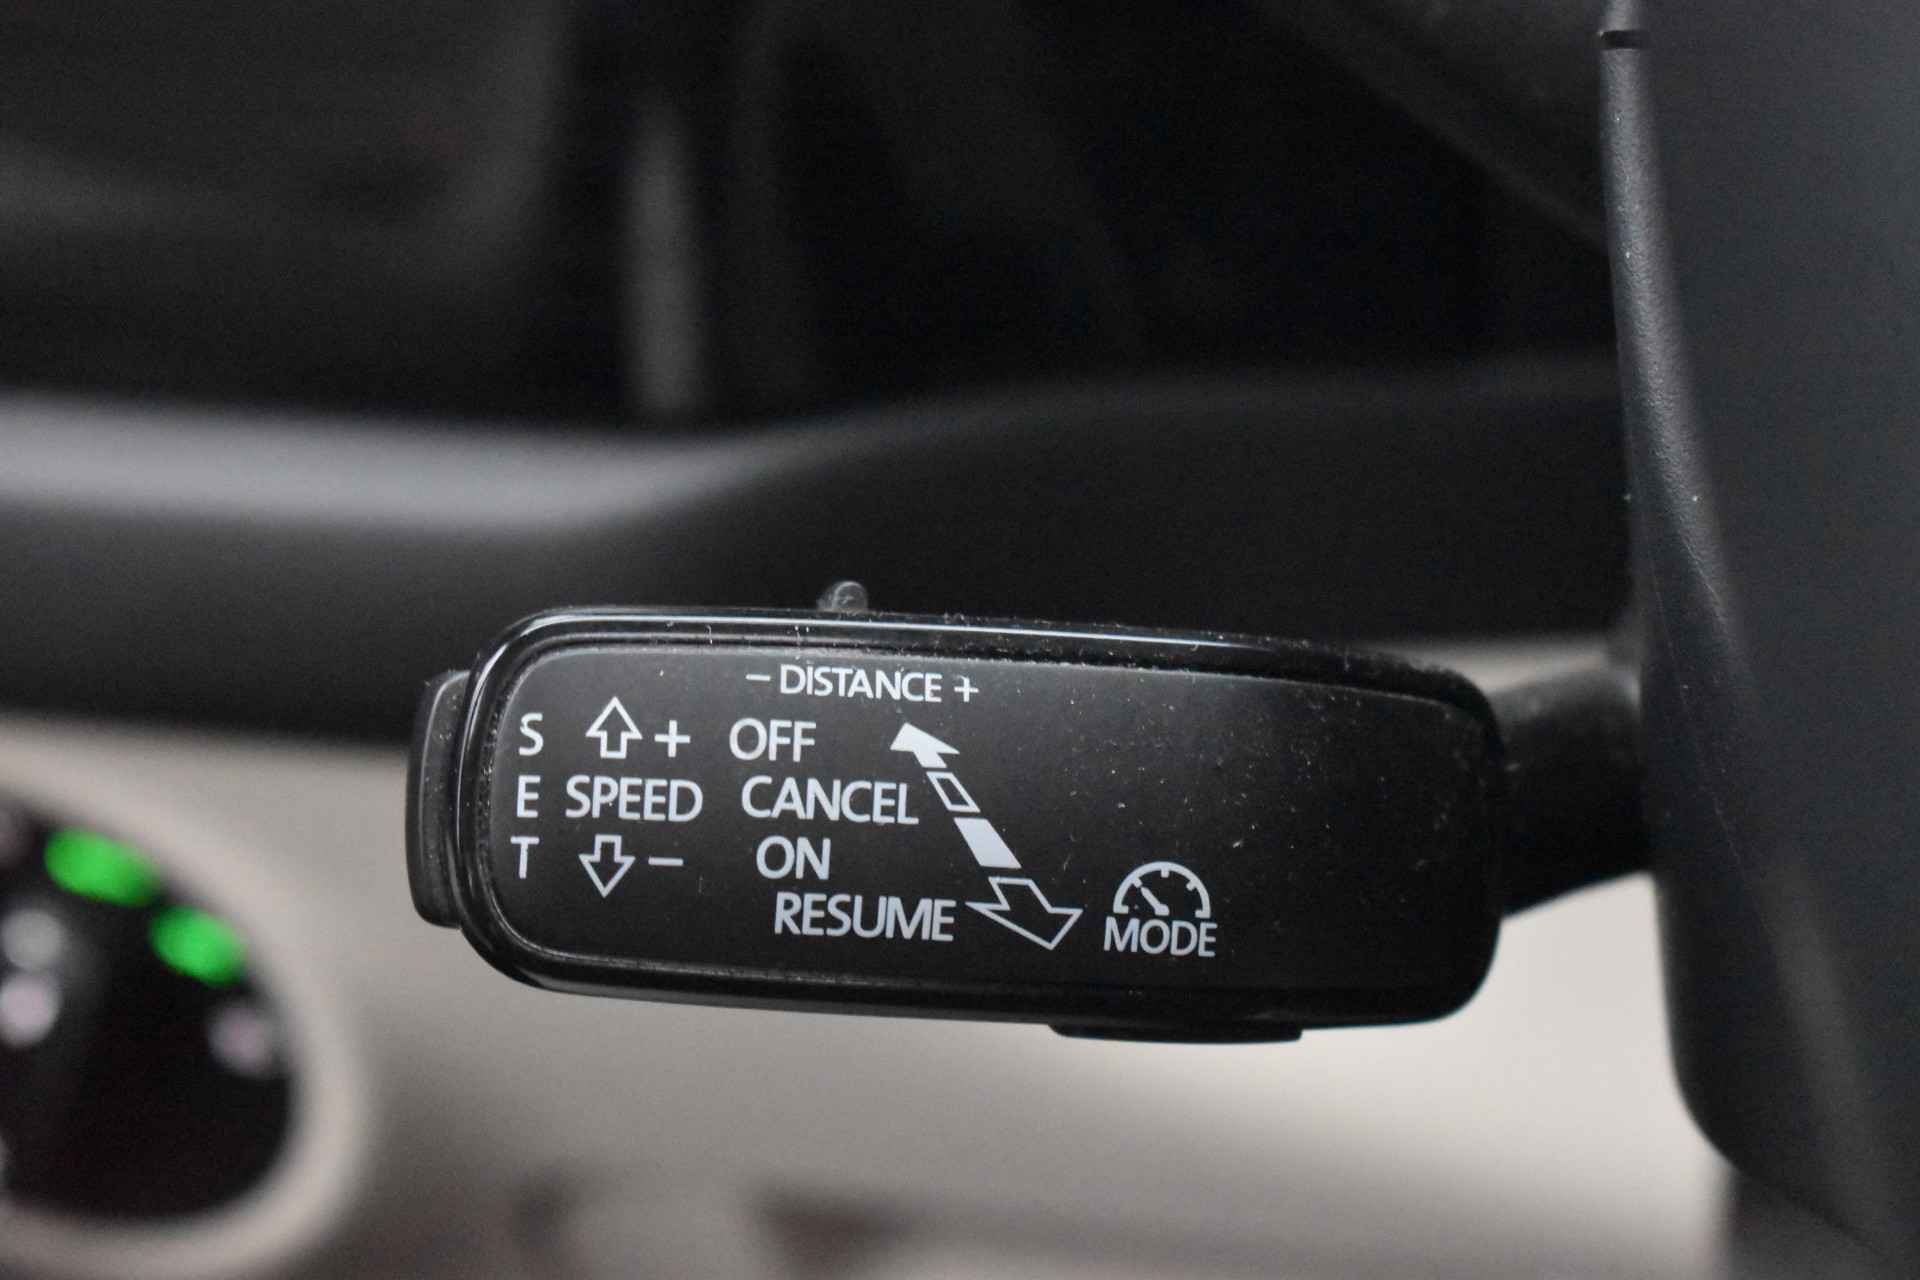 − DISTANCE +
S + OFF
E SPEED CANCEL
T − ON
RESUME
MODE